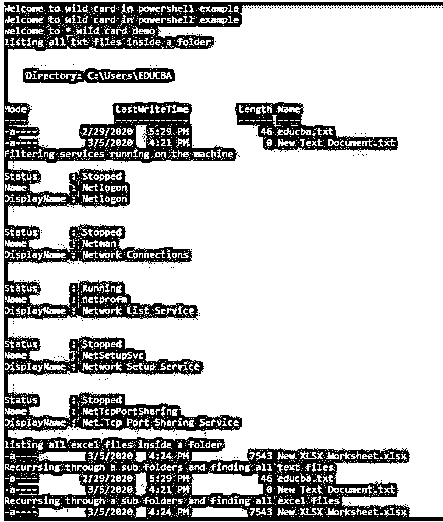 Welcome to wild card in powershell example
Welcome to wild card in powershell example
welcome to * wild card demo
listing all txt files inside a folder
Directory: C:\Users\EDUCBA
Mode LastWriteTime Length Name
---- ------------- ------ ----
-a---- 2/29/2020 5:29 PM 46 educba.txt
-a---- 3/5/2020 4:21 PM 0 New Text Document.txt
Filtering services running on the machine
Status : Stopped
Name : Netlogon
DisplayName : Netlogon
Status : Stopped
Name : Netman
DisplayName : Network Connections
Status : Running
Name : netprofm
DisplayName : Network List Service
Status : Stopped
Name : NetSetupSvc
DisplayName : Network Setup Service
Status : Stopped
Name : NetTcpPortSharing
DisplayName : Net.Tcp Port Sharing Service
listing all excel files inside a folder
-a---- 3/5/2020 4:24 PM 7543 New XLSX Worksheet.xlsx
Recurrsing through a sub folders and finding all text files
-a---- 2/29/2020 5:29 PM 46 educba.txt
-a---- 3/5/2020 4:21 PM 0 New Text Document.txt
Recurrsing through a sub folders and finding all excel files
-a---- 3/5/2020 4:24 PM 7543 New XLSX Worksheet.xlsx